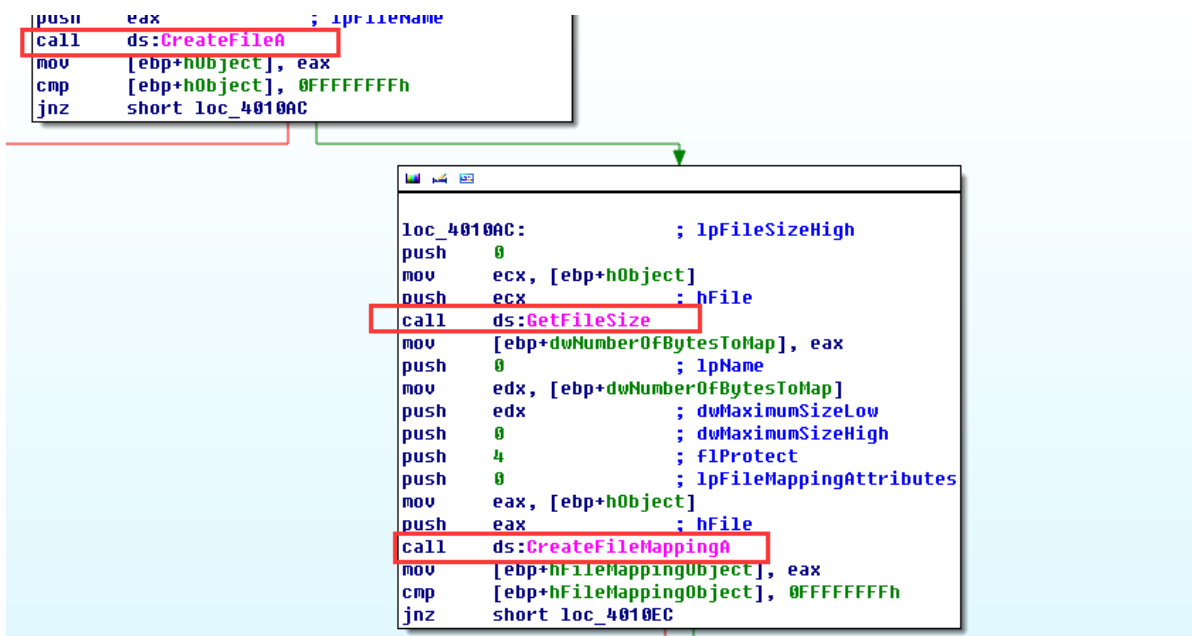 push eax ; lpFileName
call ds:CreateFileA
mov [ebp+hObject], eax
cmp [ebp+hObject], 0FFFFFFFFh
jnz short loc_4010AC
loc_4010AC: ; lpFileSizeHigh
push 0
mov ecx, [ebp+hObject]
push ecx ; hFile
call ds:GetFileSize
mov [ebp+dwNumberOfBytesToMap], eax
push 0 ; lpName
mov edx, [ebp+dwNumberOfBytesToMap]
push edx ; dwMaximumSizeLow
push 0 ; dwMaximumSizeHigh
push 4 ; flProtect
push 0 ; lpFileMappingAttributes
mov eax, [ebp+hObject]
push eax ; hFile
call ds:CreateFileMappingA
mov [ebp+hFileMappingObject], eax
cmp [ebp+hFileMappingObject], 0FFFFFFFFh
jnz short loc_4010EC